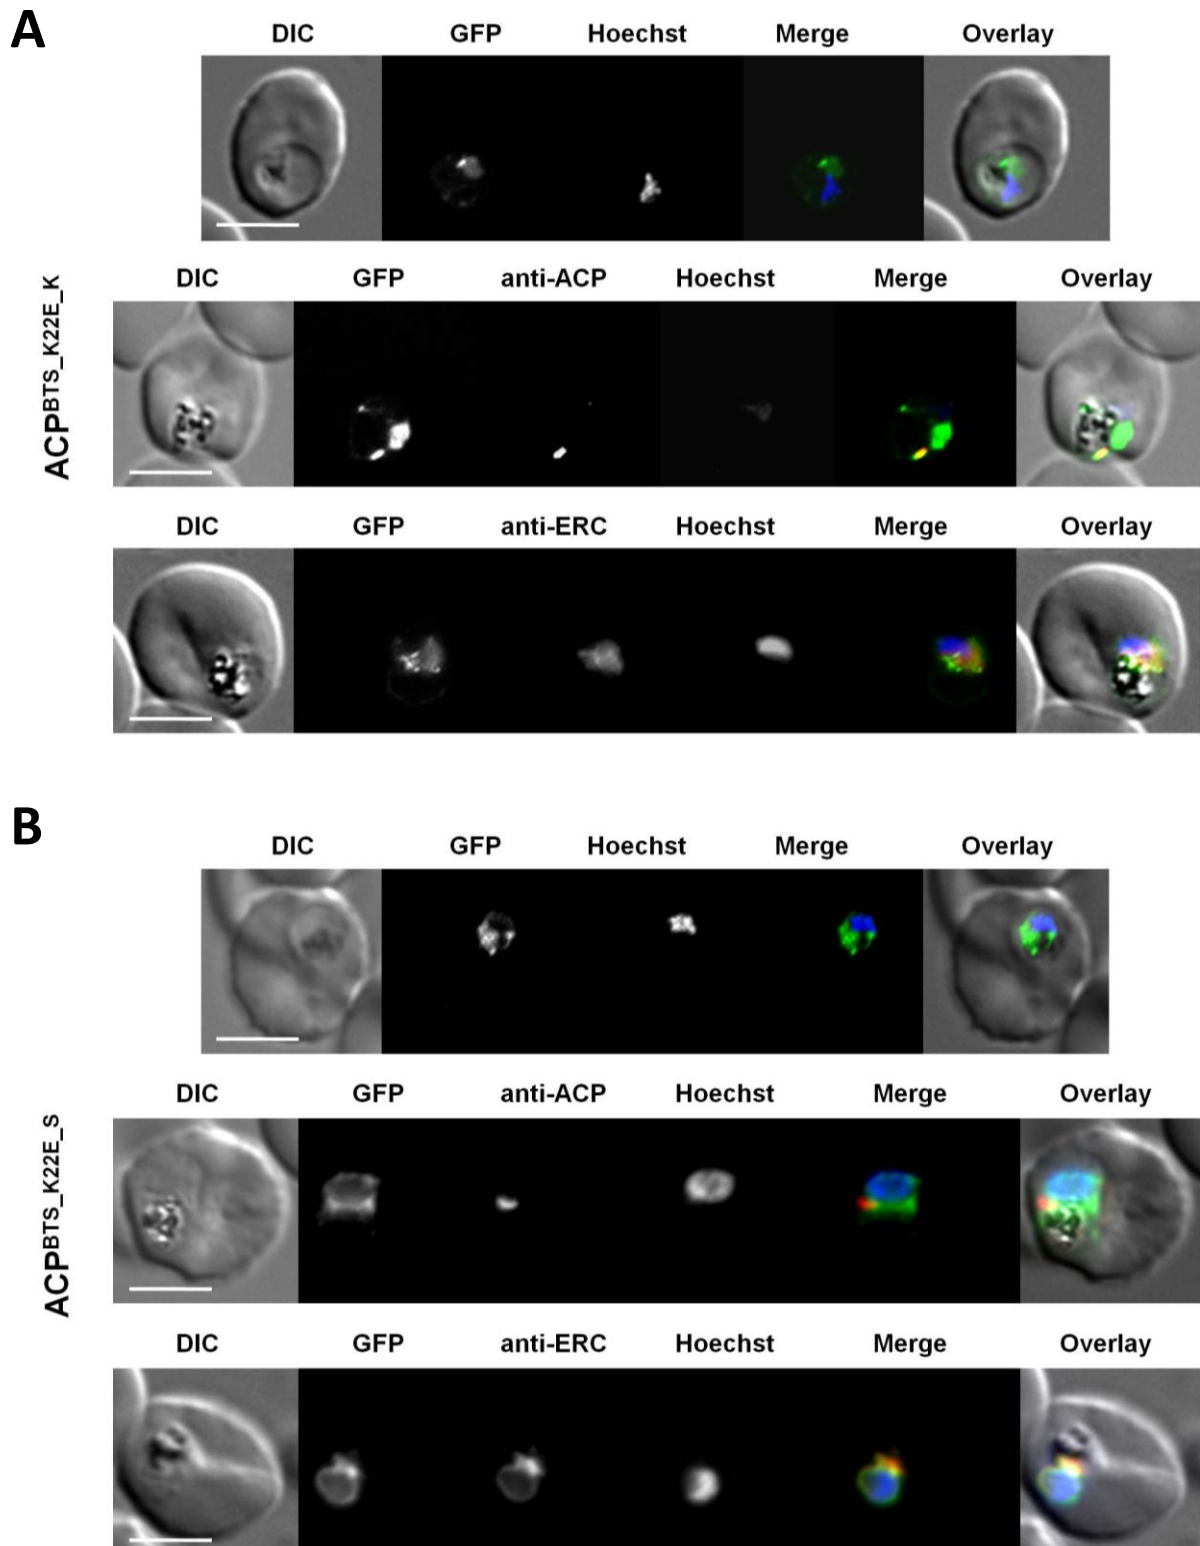 A
DIC GFP Hoechst Merge Overlay
ACPBTS_K22E_K
DIC GFP anti-ACP Hoechst Merge Overlay
DIC GFP anti-ERC Hoechst Merge Overlay
B
DIC GFP Hoechst Merge Overlay
ACPBTS_K22E_S
DIC GFP anti-ACP Hoechst Merge Overlay
DIC GFP anti-ERC Hoechst Merge Overlay